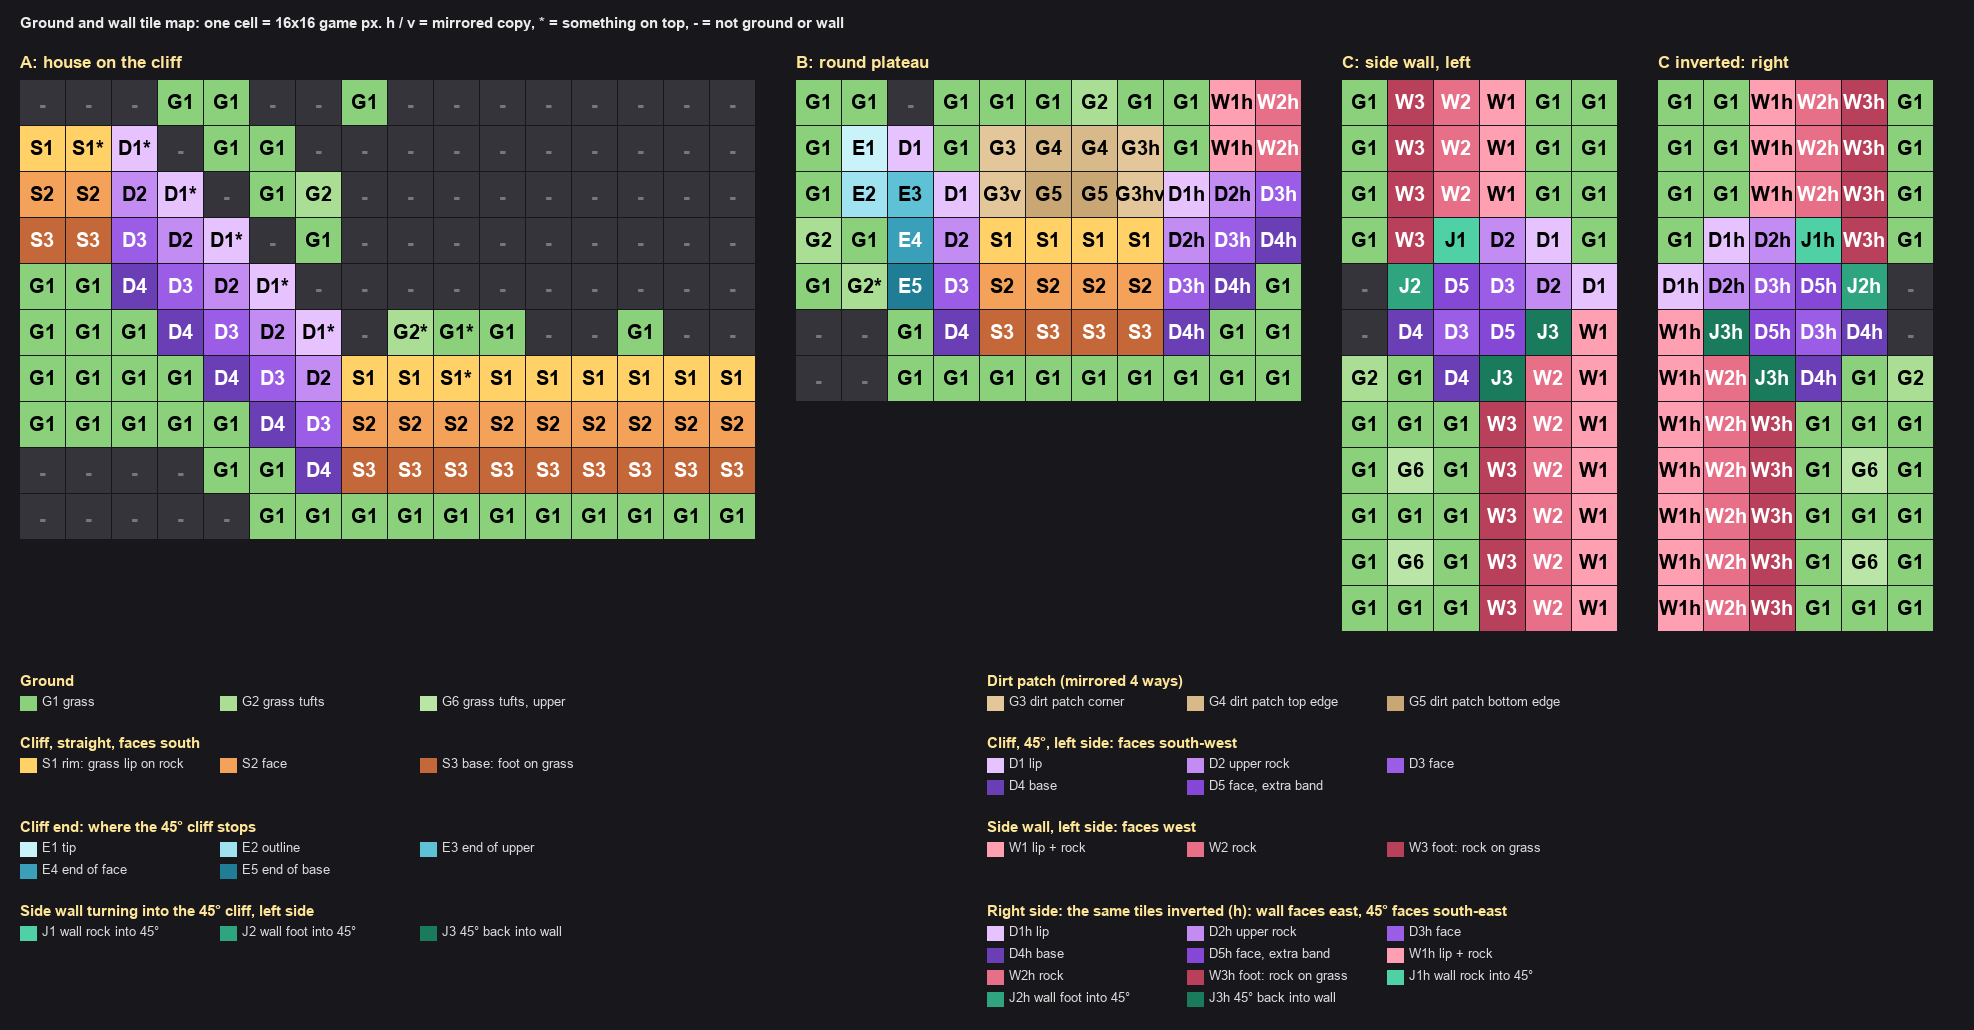 Ground and wall tile map: one cell = 16x16 game px. h / v = mirrored copy, * = something on top, - = not ground or wall
A: house on the cliff
- - - G1 G1 - - G1 - - - - - - - -
S1 S1* D1* - G1 G1 - - - - - - - - - -
S2 S2 D2 D1* - G1 G2 - - - - - - - - -
S3 S3 D3 D2 D1* - G1 - - - - - - - - -
G1 G1 D4 D3 D2 D1* - - - - - - - - - -
G1 G1 G1 D4 D3 D2 D1* - G2* G1* G1 - - G1 - -
G1 G1 G1 G1 D4 D3 D2 S1 S1 S1* S1 S1 S1 S1 S1 S1
G1 G1 G1 G1 G1 D4 D3 S2 S2 S2 S2 S2 S2 S2 S2 S2
- - - - G1 G1 D4 S3 S3 S3 S3 S3 S3 S3 S3 S3
- - - - - G1 G1 G1 G1 G1 G1 G1 G1 G1 G1 G1
B: round plateau
G1 G1 - G1 G1 G1 G2 G1 G1 W1h W2h
G1 E1 D1 G1 G3 G4 G4 G3h G1 W1h W2h
G1 E2 E3 D1 G3v G5 G5 G3hv D1h D2h D3h
G2 G1 E4 D2 S1 S1 S1 S1 D2h D3h D4h
G1 G2* E5 D3 S2 S2 S2 S2 D3h D4h G1
- - G1 D4 S3 S3 S3 S3 D4h G1 G1
- - G1 G1 G1 G1 G1 G1 G1 G1 G1
C: side wall, left
G1 W3 W2 W1 G1 G1
G1 W3 W2 W1 G1 G1
G1 W3 W2 W1 G1 G1
G1 W3 J1 D2 D1 G1
- J2 D5 D3 D2 D1
- D4 D3 D5 J3 W1
G2 G1 D4 J3 W2 W1
G1 G1 G1 W3 W2 W1
G1 G6 G1 W3 W2 W1
G1 G1 G1 W3 W2 W1
G1 G6 G1 W3 W2 W1
G1 G1 G1 W3 W2 W1
C inverted: right
G1 G1 W1h W2h W3h G1
G1 G1 W1h W2h W3h G1
G1 G1 W1h W2h W3h G1
G1 D1h D2h J1h W3h G1
D1h D2h D3h D5h J2h -
W1h J3h D5h D3h D4h -
W1h W2h J3h D4h G1 G2
W1h W2h W3h G1 G1 G1
W1h W2h W3h G1 G6 G1
W1h W2h W3h G1 G1 G1
W1h W2h W3h G1 G6 G1
W1h W2h W3h G1 G1 G1
Ground
G1 grass G2 grass tufts G6 grass tufts, upper
Cliff, straight, faces south
S1 rim: grass lip on rock S2 face S3 base: foot on grass
Cliff end: where the 45° cliff stops
E1 tip E2 outline E3 end of upper
E4 end of face E5 end of base
Side wall turning into the 45° cliff, left side
J1 wall rock into 45° J2 wall foot into 45° J3 45° back into wall
Dirt patch (mirrored 4 ways)
G3 dirt patch corner G4 dirt patch top edge G5 dirt patch bottom edge
Cliff, 45°, left side: faces south-west
D1 lip D2 upper rock D3 face
D4 base D5 face, extra band
Side wall, left side: faces west
W1 lip + rock W2 rock W3 foot: rock on grass
Right side: the same tiles inverted (h): wall faces east, 45° faces south-east
D1h lip D2h upper rock D3h face
D4h base D5h face, extra band W1h lip + rock
W2h rock W3h foot: rock on grass J1h wall rock into 45°
J2h wall foot into 45° J3h 45° back into wall